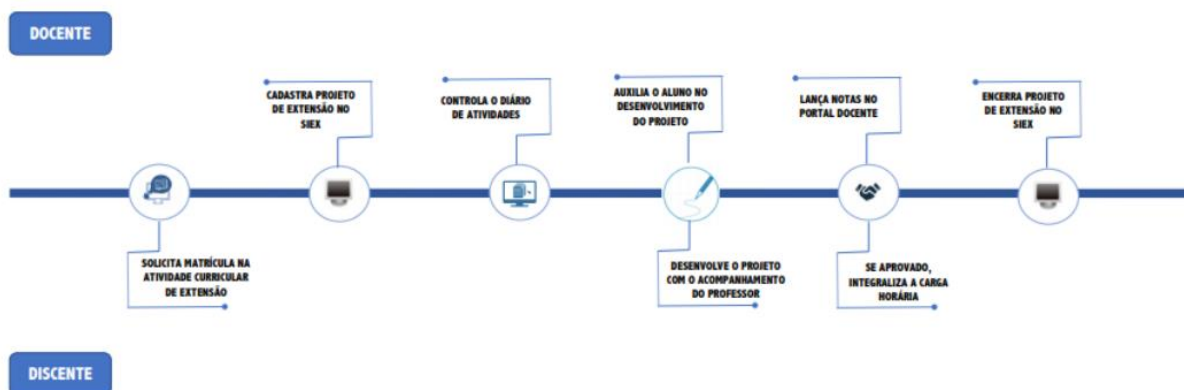 DOCENTE
CADASTRA PROJETO
DE EXTENSÃO NO
SIEX
CONTROLA O DIÁRIO
DE ATIVIDADES
AUXILIA O ALUNO NO
DESENVOLVIMENTO
DO PROJETO
LANÇA NOTAS NO
PORTAL DOCENTE
ENCERRA PROJETO
DE EXTENSÃO NO
SIEX
SOLICITA MATRÍCULA NA
ATIVIDADE CURRICULAR
DE EXTENSÃO
DESENVOLVE O PROJETO
COM O ACOMPANHAMENTO
DO PROFESSOR
SE APROVADO,
INTEGRALIZA A CARGA
HORÁRIA
DISCENTE